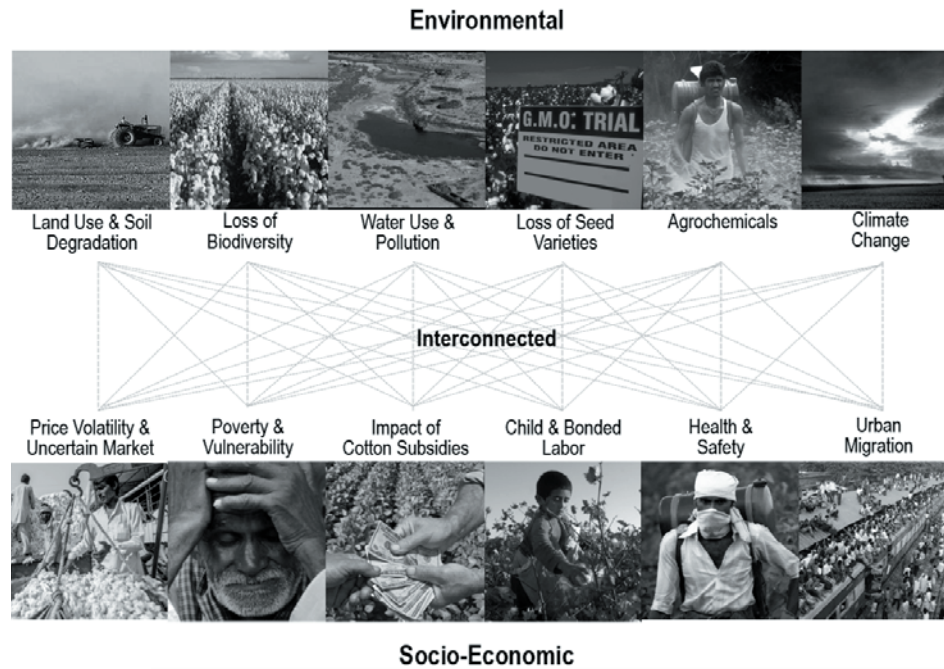 Environmental
G.M.O: TRIAL
RESTRICTED AREA
DO NOT ENTER
Land Use & Soil
Degradation
Loss of
Biodiversity
Water Use &
Pollution
Loss of Seed
Varieties
Agrochemicals
Climate
Change
Interconnected
Price Volatility &
Uncertain Market
Poverty &
Vulnerability
Impact of
Cotton Subsidies
Child & Bonded
Labor
Health &
Safety
Urban
Migration
Socio-Economic